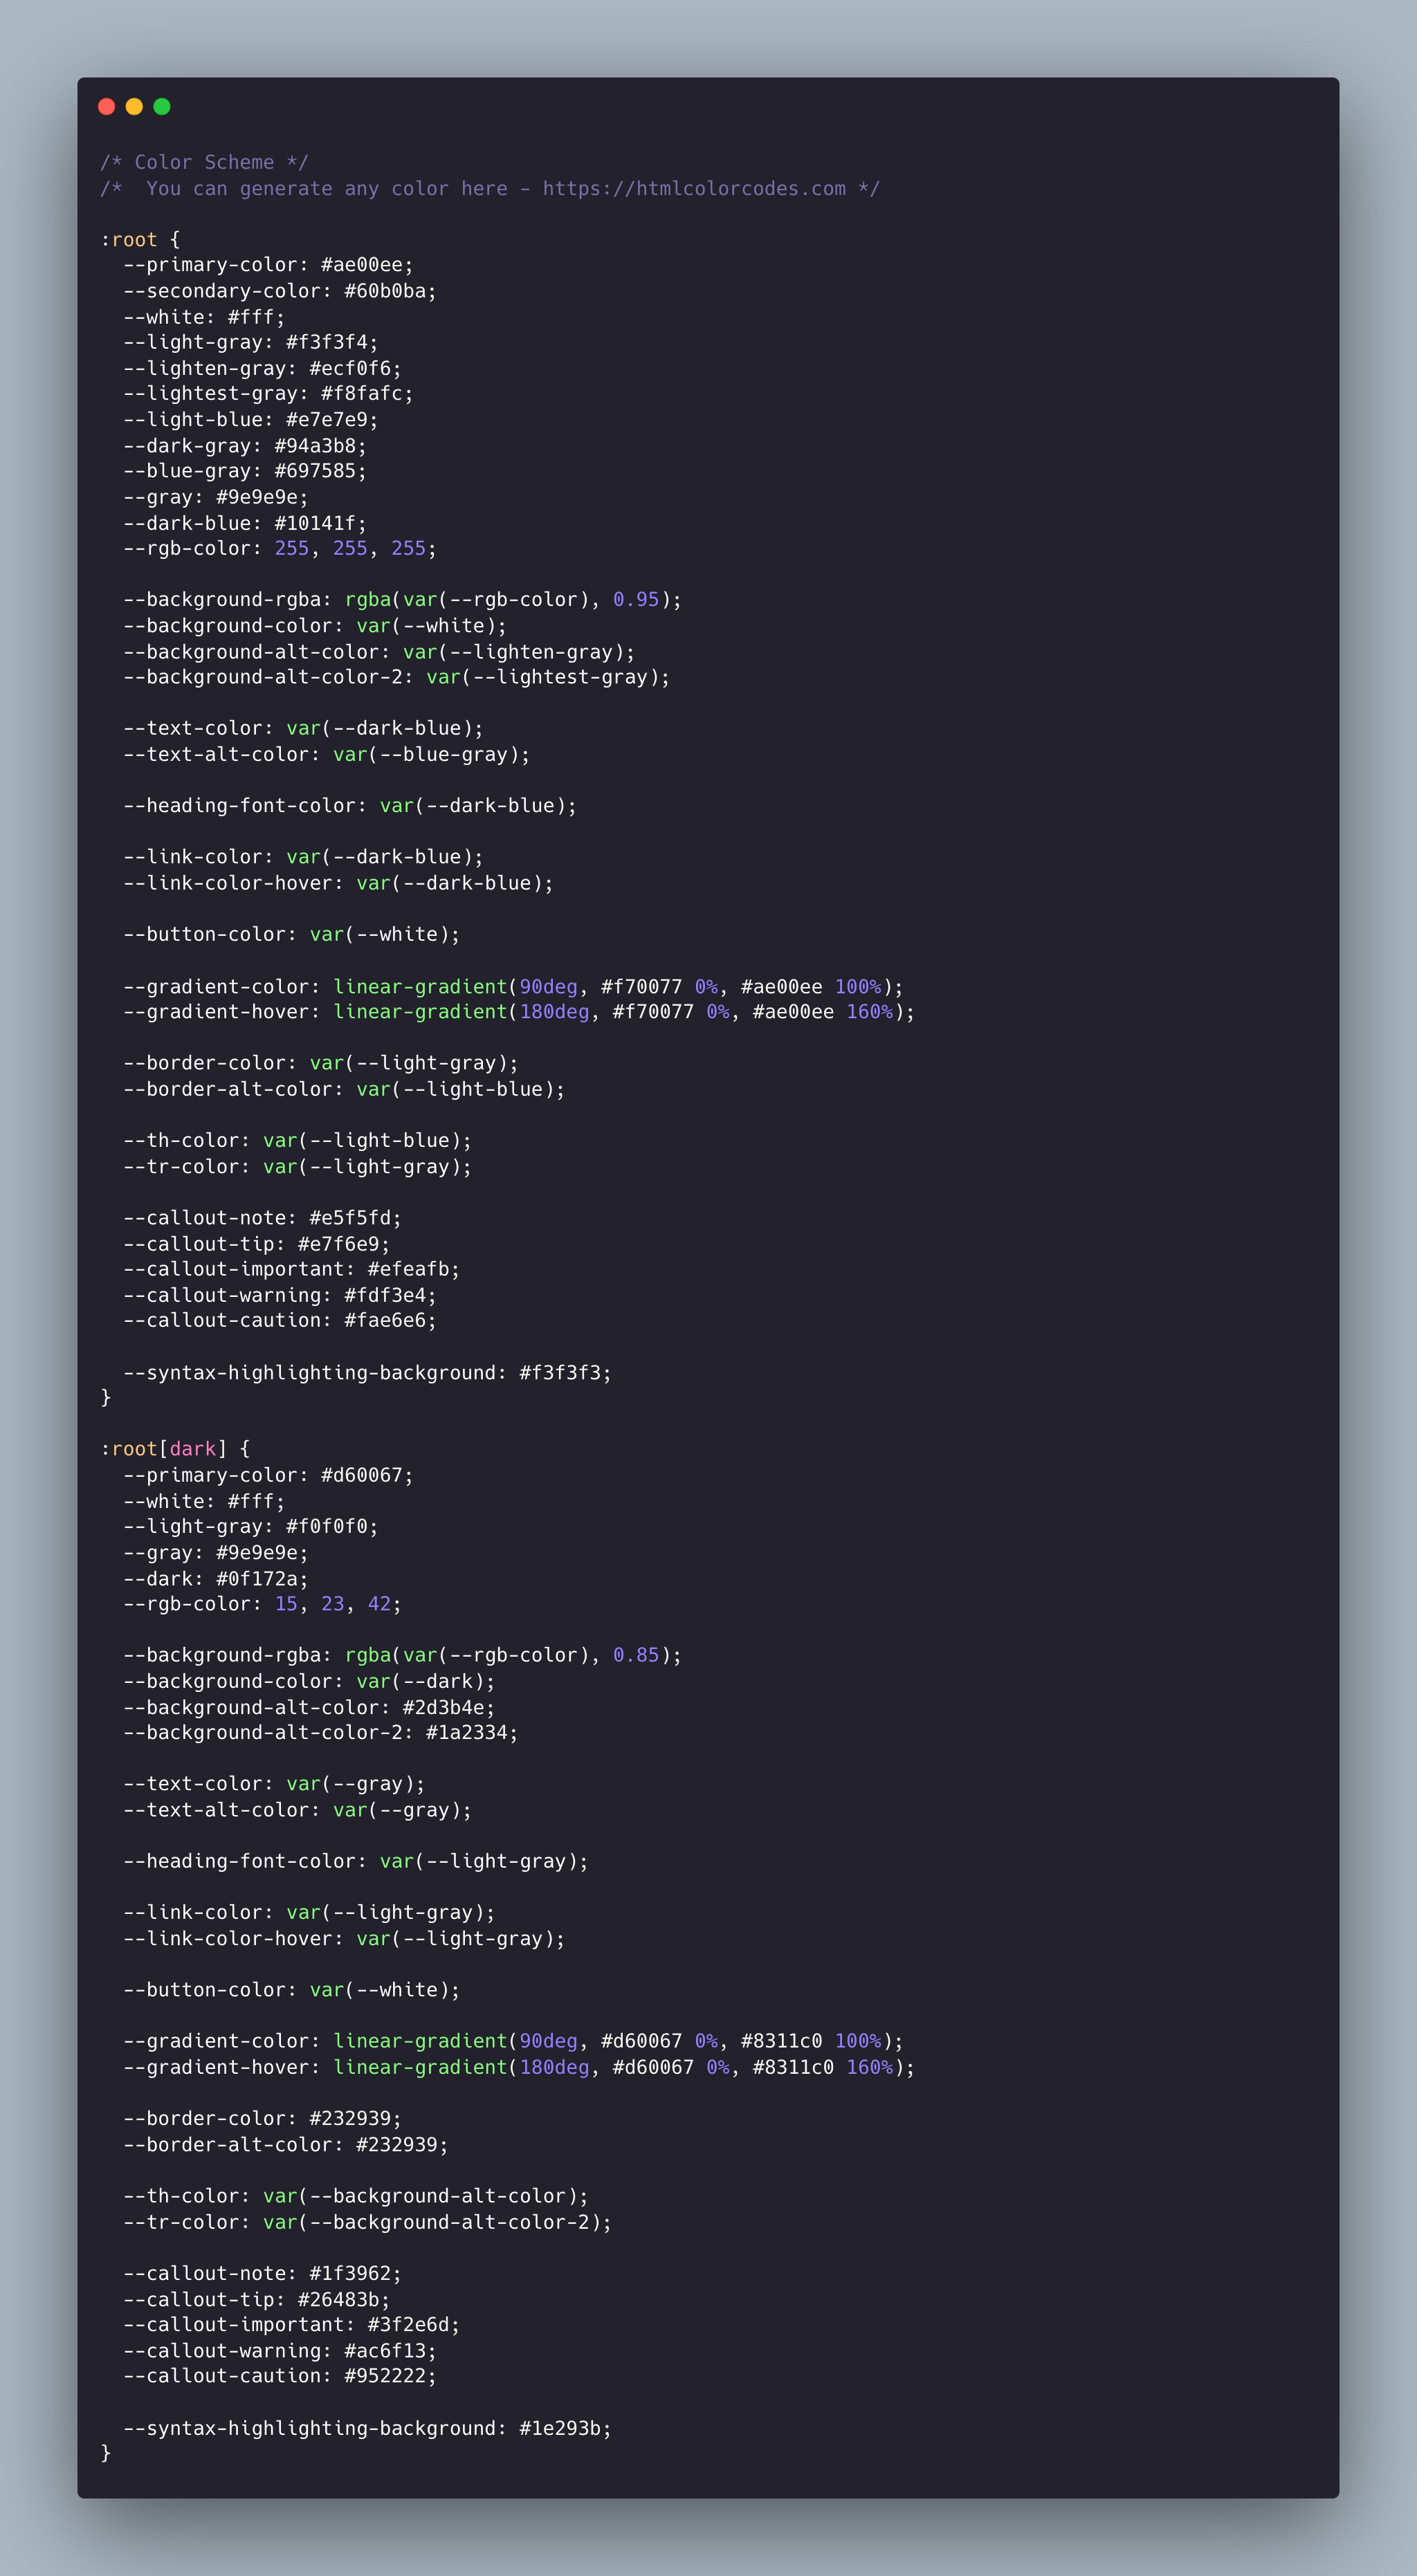 /* Color Scheme */
/*  You can generate any color here - https://htmlcolorcodes.com */

:root {
  --primary-color: #ae00ee;
  --secondary-color: #60b0ba;
  --white: #fff;
  --light-gray: #f3f3f4;
  --lighten-gray: #ecf0f6;
  --lightest-gray: #f8fafc;
  --light-blue: #e7e7e9;
  --dark-gray: #94a3b8;
  --blue-gray: #697585;
  --gray: #9e9e9e;
  --dark-blue: #10141f;
  --rgb-color: 255, 255, 255;

  --background-rgba: rgba(var(--rgb-color), 0.95);
  --background-color: var(--white);
  --background-alt-color: var(--lighten-gray);
  --background-alt-color-2: var(--lightest-gray);

  --text-color: var(--dark-blue);
  --text-alt-color: var(--blue-gray);

  --heading-font-color: var(--dark-blue);

  --link-color: var(--dark-blue);
  --link-color-hover: var(--dark-blue);

  --button-color: var(--white);

  --gradient-color: linear-gradient(90deg, #f70077 0%, #ae00ee 100%);
  --gradient-hover: linear-gradient(180deg, #f70077 0%, #ae00ee 160%);

  --border-color: var(--light-gray);
  --border-alt-color: var(--light-blue);

  --th-color: var(--light-blue);
  --tr-color: var(--light-gray);

  --callout-note: #e5f5fd;
  --callout-tip: #e7f6e9;
  --callout-important: #efeafb;
  --callout-warning: #fdf3e4;
  --callout-caution: #fae6e6;

  --syntax-highlighting-background: #f3f3f3;
}

:root[dark] {
  --primary-color: #d60067;
  --white: #fff;
  --light-gray: #f0f0f0;
  --gray: #9e9e9e;
  --dark: #0f172a;
  --rgb-color: 15, 23, 42;

  --background-rgba: rgba(var(--rgb-color), 0.85);
  --background-color: var(--dark);
  --background-alt-color: #2d3b4e;
  --background-alt-color-2: #1a2334;

  --text-color: var(--gray);
  --text-alt-color: var(--gray);

  --heading-font-color: var(--light-gray);

  --link-color: var(--light-gray);
  --link-color-hover: var(--light-gray);

  --button-color: var(--white);

  --gradient-color: linear-gradient(90deg, #d60067 0%, #8311c0 100%);
  --gradient-hover: linear-gradient(180deg, #d60067 0%, #8311c0 160%);

  --border-color: #232939;
  --border-alt-color: #232939;

  --th-color: var(--background-alt-color);
  --tr-color: var(--background-alt-color-2);

  --callout-note: #1f3962;
  --callout-tip: #26483b;
  --callout-important: #3f2e6d;
  --callout-warning: #ac6f13;
  --callout-caution: #952222;

  --syntax-highlighting-background: #1e293b;
}